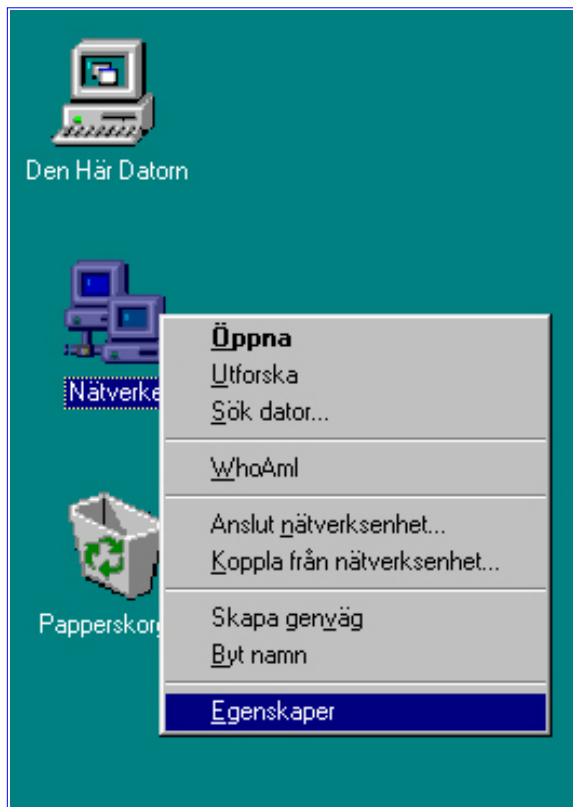 Den Här Datorn
Nätverke
Öppna
Utforska
Sök dator...
WhoAmI
Anslut nätverksenhet...
Koppla från nätverksenhet...
Papperskor
Skapa genväg
Byt namn
Egenskaper